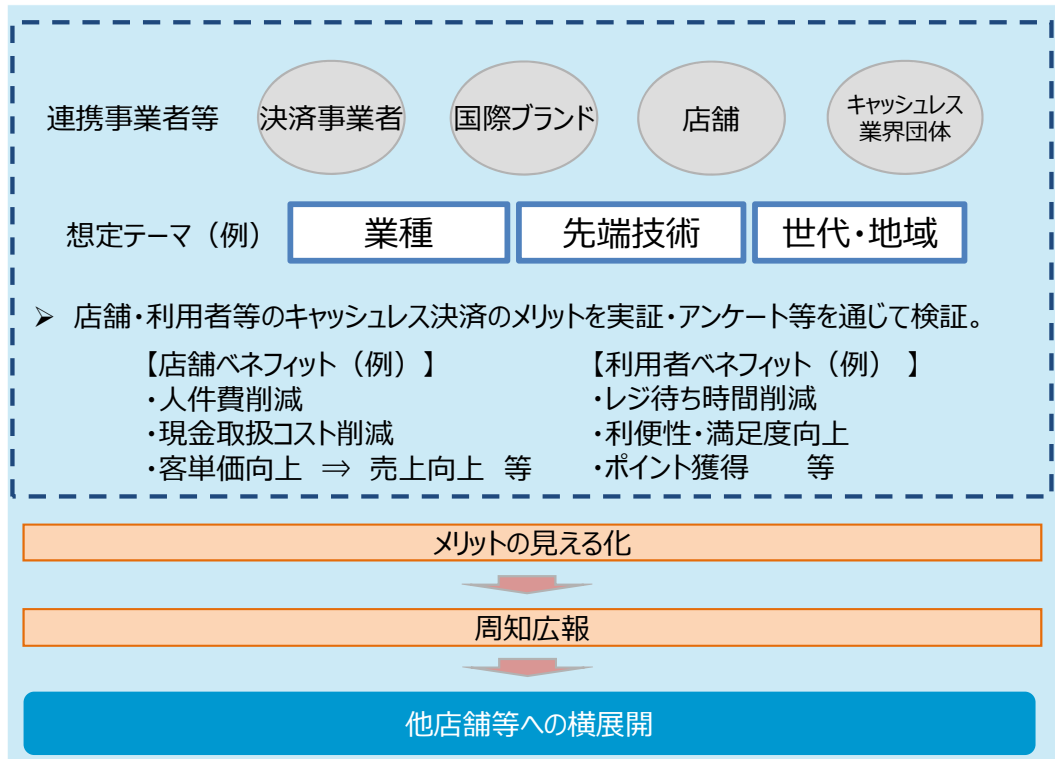 連携事業者等 決済事業者 国際ブランド 店舗 キャッシュレス
業界団体
想定テーマ（例） 業種 先端技術 世代・地域
➢ 店舗・利用者等のキャッシュレス決済のメリットを実証・アンケート等を通じて検証。
【店舗ベネフィット（例）】
・人件費削減
・現金取扱コスト削減
・客単価向上 ⇒ 売上向上 等
【利用者ベネフィット（例） 】
・レジ待ち時間削減
・利便性・満足度向上
・ポイント獲得 等
メリットの見える化
周知広報
他店舗等への横展開